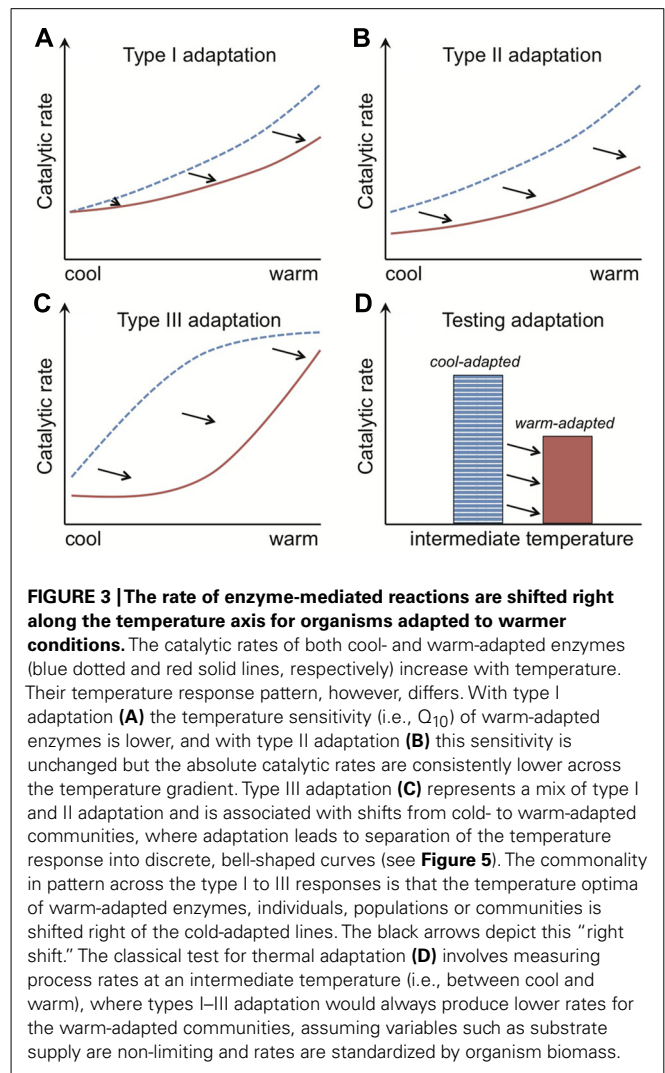 A
Type I adaptation
Catalytic rate
cool
warm
B
Type II adaptation
Catalytic rate
cool
warm
C
Type III adaptation
Catalytic rate
cool
warm
D
Testing adaptation
cool-adapted
warm-adapted
Catalytic rate
intermediate temperature
FIGURE 3 | The rate of enzyme-mediated reactions are shifted right
along the temperature axis for organisms adapted to warmer
conditions. The catalytic rates of both cool- and warm-adapted enzymes
(blue dotted and red solid lines, respectively) increase with temperature.
Their temperature response pattern, however, differs. With type I
adaptation (A) the temperature sensitivity (i.e., Q10) of warm-adapted
enzymes is lower, and with type II adaptation (B) this sensitivity is
unchanged but the absolute catalytic rates are consistently lower across
the temperature gradient. Type III adaptation (C) represents a mix of type I
and II adaptation and is associated with shifts from cold- to warm-adapted
communities, where adaptation leads to separation of the temperature
response into discrete, bell-shaped curves (see Figure 5). The commonality
in pattern across the type I to III responses is that the temperature optima
of warm-adapted enzymes, individuals, populations or communities is
shifted right of the cold-adapted lines. The black arrows depict this “right
shift.” The classical test for thermal adaptation (D) involves measuring
process rates at an intermediate temperature (i.e., between cool and
warm), where types I–III adaptation would always produce lower rates for
the warm-adapted communities, assuming variables such as substrate
supply are non-limiting and rates are standardized by organism biomass.